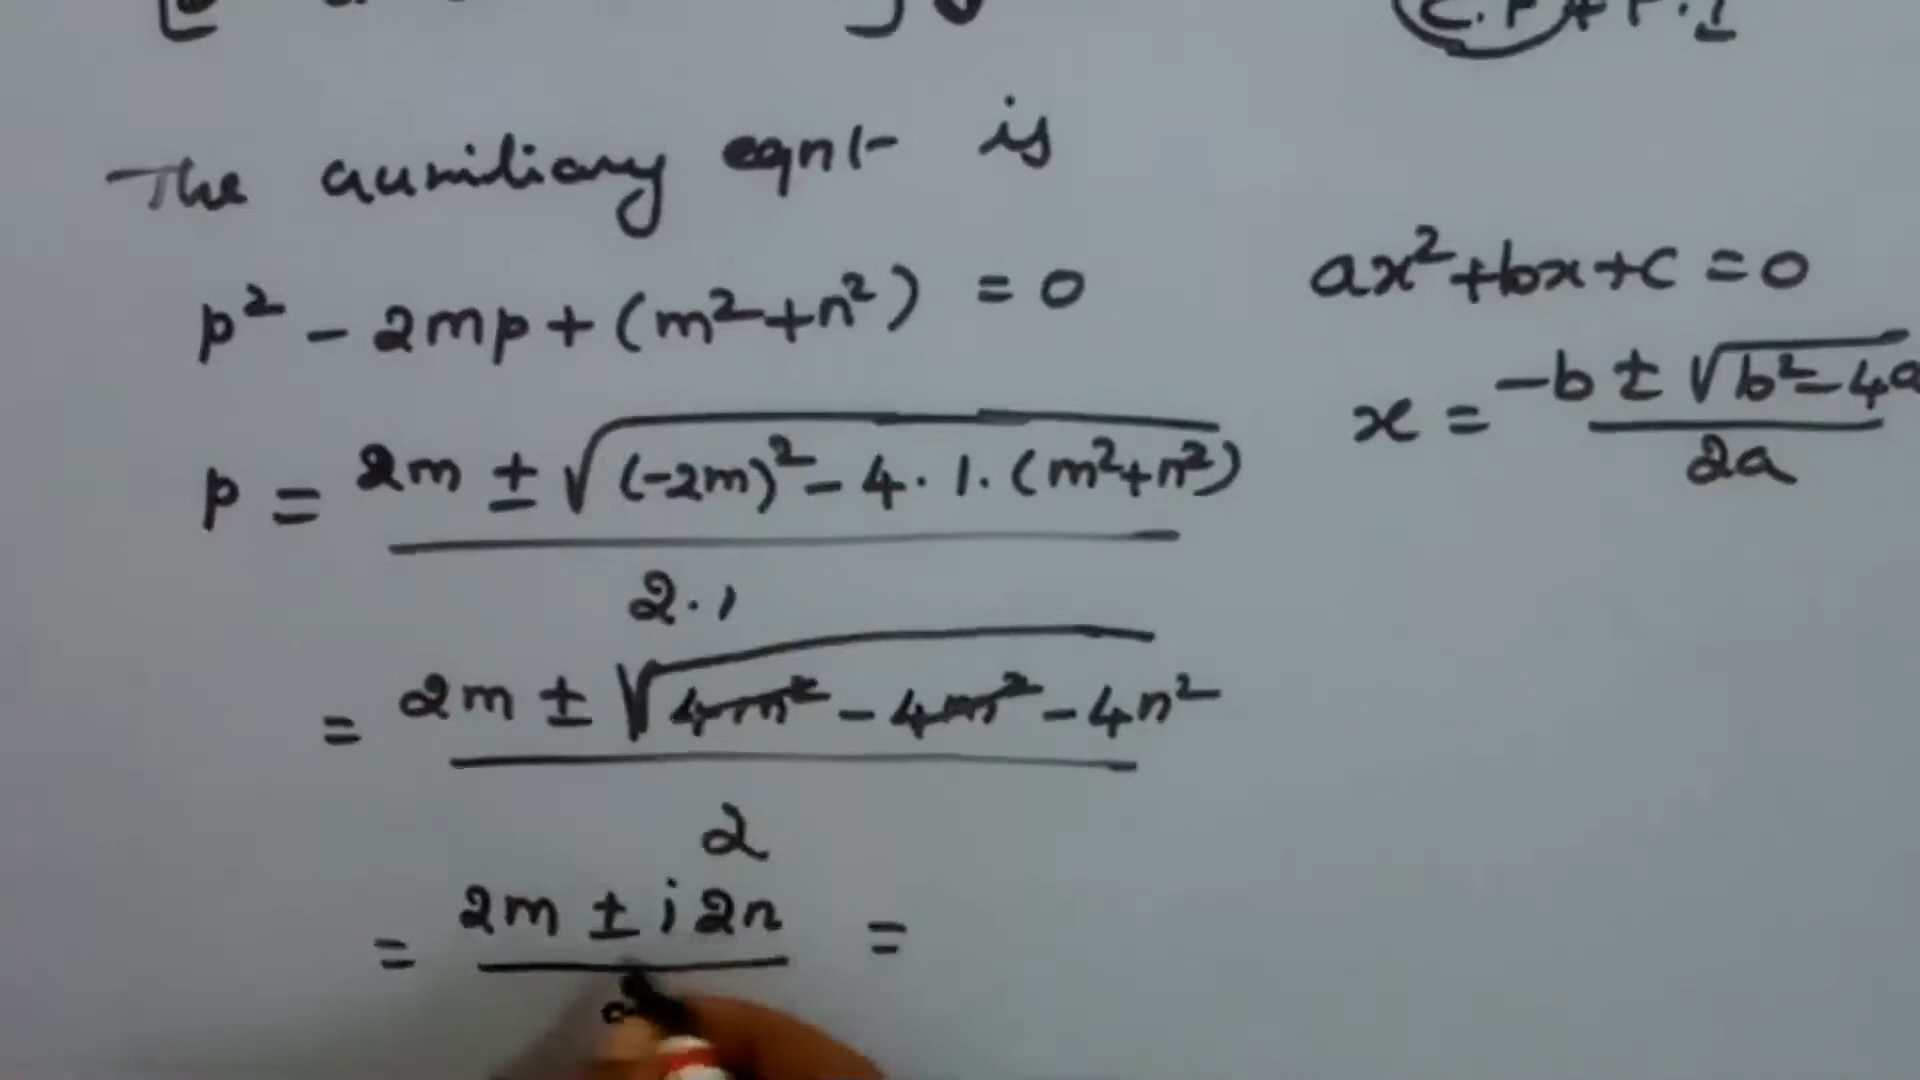 C.F + P.I
The auxiliary eqnt- is
p² - 2mp + (m² + n²) = 0
ax² + bx + c = 0
p = 2m ± √(-2m)² - 4 · 1 · (m² + n²)
2 · 1
x = -b ± √b² - 4a
2a
= 2m ± √4m² - 4m² - 4n²
2
= 2m ± i2n =